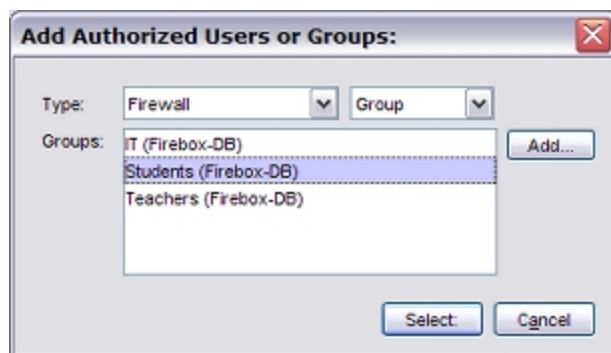 Add Authorized Users or Groups:
Type: Firewall Group
Groups: IT (Firebox-DB) Add...
Students (Firebox-DB)
Teachers (Firebox-DB)
Select Cancel